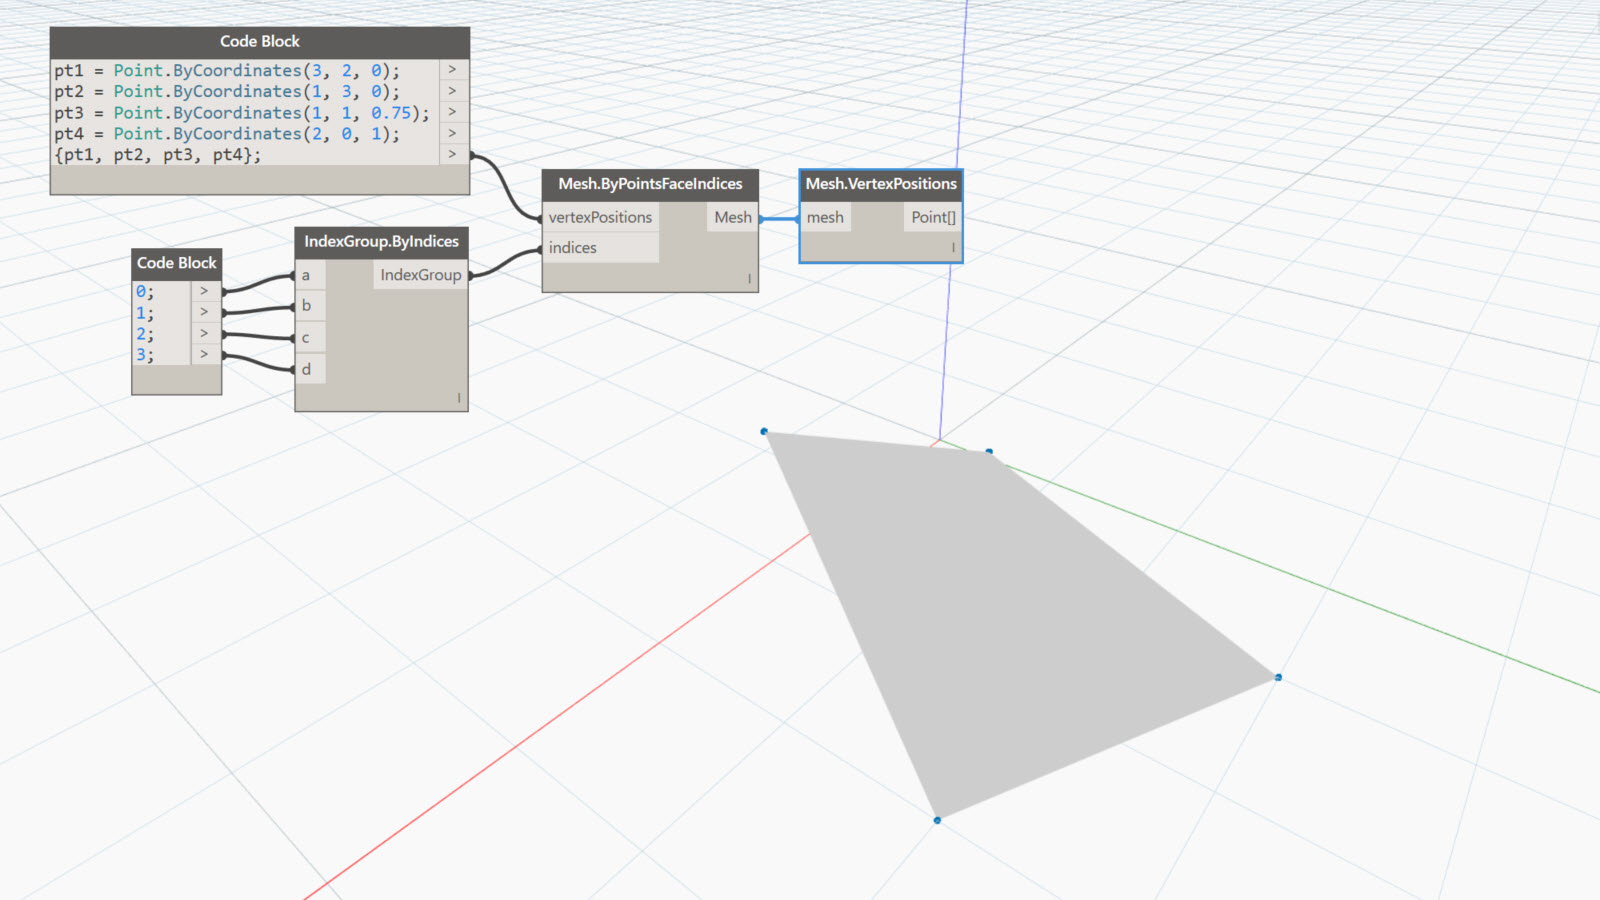 Code Block
pt1 = Point.ByCoordinates(3, 2, 0); >
pt2 = Point.ByCoordinates(1, 3, 0); >
pt3 = Point.ByCoordinates(1, 1, 0.75); >
pt4 = Point.ByCoordinates(2, 0, 1); >
{pt1, pt2, pt3, pt4}; >
Code Block
0; >
1; >
2; >
3; >
IndexGroup.ByIndices
a IndexGroup
b
c
d
l
Mesh.ByPointsFaceIndices
vertexPositions Mesh
indices
l
Mesh.VertexPositions
mesh Point[]
l